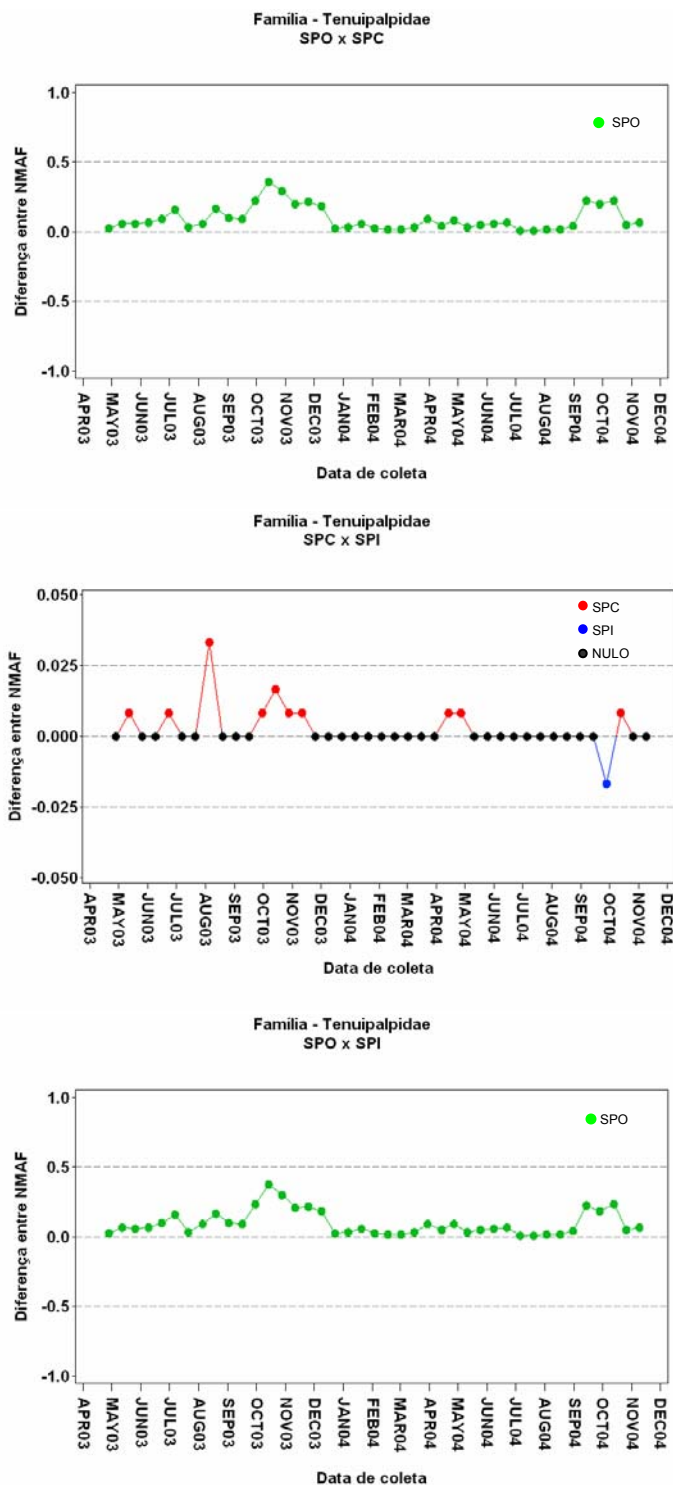 Família - Tenuipalpidae
SPO x SPC
Diferença entre NMAF
1.0
0.5
0.0
-0.5
-1.0
SPO
APR03 MAY03 JUN03 JUL03 AUG03 SEP03 OCT03 NOV03 DEC03 JAN04 FEB04 MAR04 APR04 MAY04 JUN04 JUL04 AUG04 SEP04 OCT04 NOV04 DEC04
Data de coleta
Família - Tenuipalpidae
SPC x SPI
Diferença entre NMAF
0.050
0.025
0.000
-0.025
-0.050
SPC
SPI
NULO
APR03 MAY03 JUN03 JUL03 AUG03 SEP03 OCT03 NOV03 DEC03 JAN04 FEB04 MAR04 APR04 MAY04 JUN04 JUL04 AUG04 SEP04 OCT04 NOV04 DEC04
Data de coleta
Família - Tenuipalpidae
SPO x SPI
Diferença entre NMAF
1.0
0.5
0.0
-0.5
-1.0
SPO
APR03 MAY03 JUN03 JUL03 AUG03 SEP03 OCT03 NOV03 DEC03 JAN04 FEB04 MAR04 APR04 MAY04 JUN04 JUL04 AUG04 SEP04 OCT04 NOV04 DEC04
Data de coleta